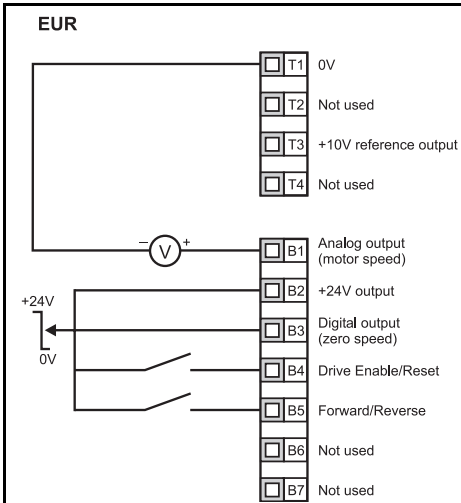 EUR
T1 0V
T2 Not used
T3 +10V reference output
T4 Not used
– V +
B1 Analog output
(motor speed)
B2 +24V output
+24V
B3 Digital output
(zero speed)
0V
B4 Drive Enable/Reset
B5 Forward/Reverse
B6 Not used
B7 Not used